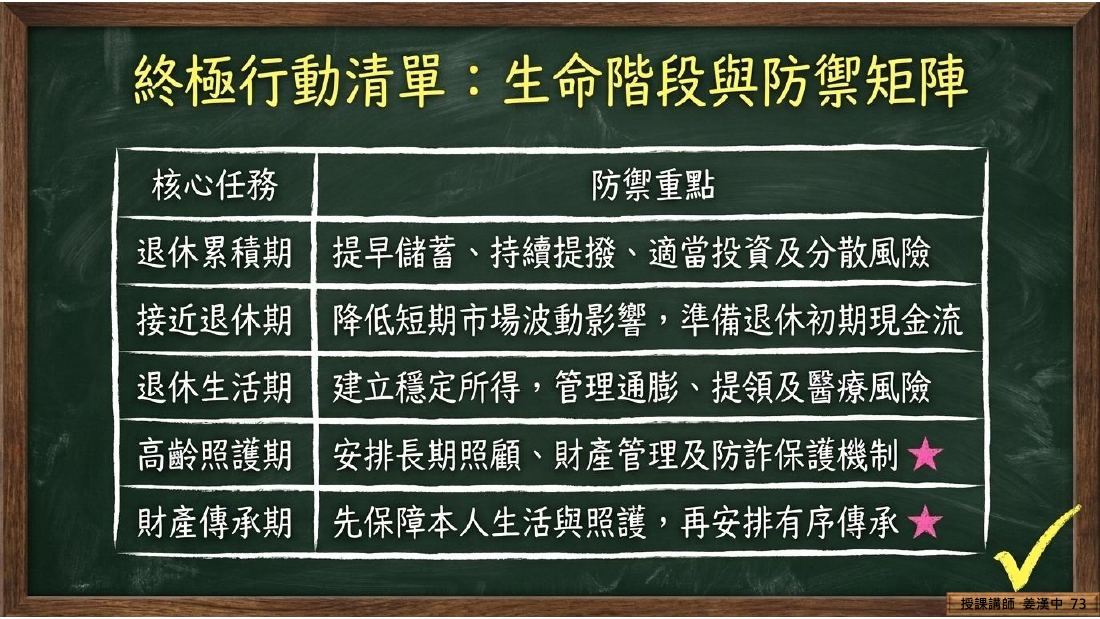 終極行動清單：生命階段與防禦矩陣
核心任務 防禦重點
退休累積期 提早儲蓄、持續提撥、適當投資及分散風險
接近退休期 降低短期市場波動影響，準備退休初期現金流
退休生活期 建立穩定所得，管理通膨、提領及醫療風險
高齡照護期 安排長期照顧、財產管理及防詐保護機制
財產傳承期 先保障本人生活與照護，再安排有序傳承
授課講師 姜漢中 73